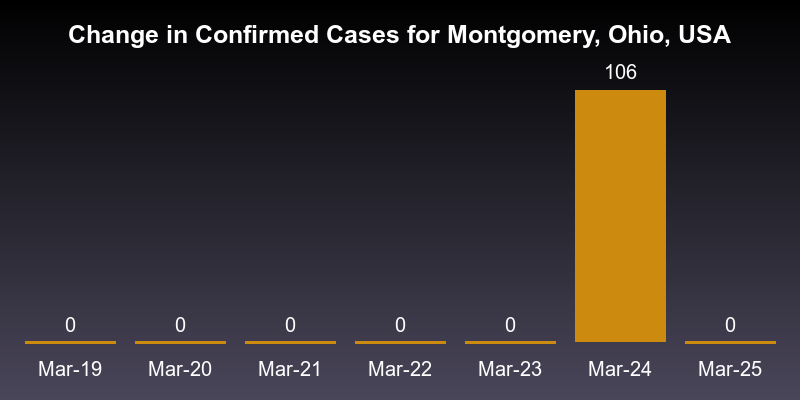 Change in Confirmed Cases for Montgomery, Ohio, USA
106
0 0 0 0 0 0
Mar-19 Mar-20 Mar-21 Mar-22 Mar-23 Mar-24 Mar-25